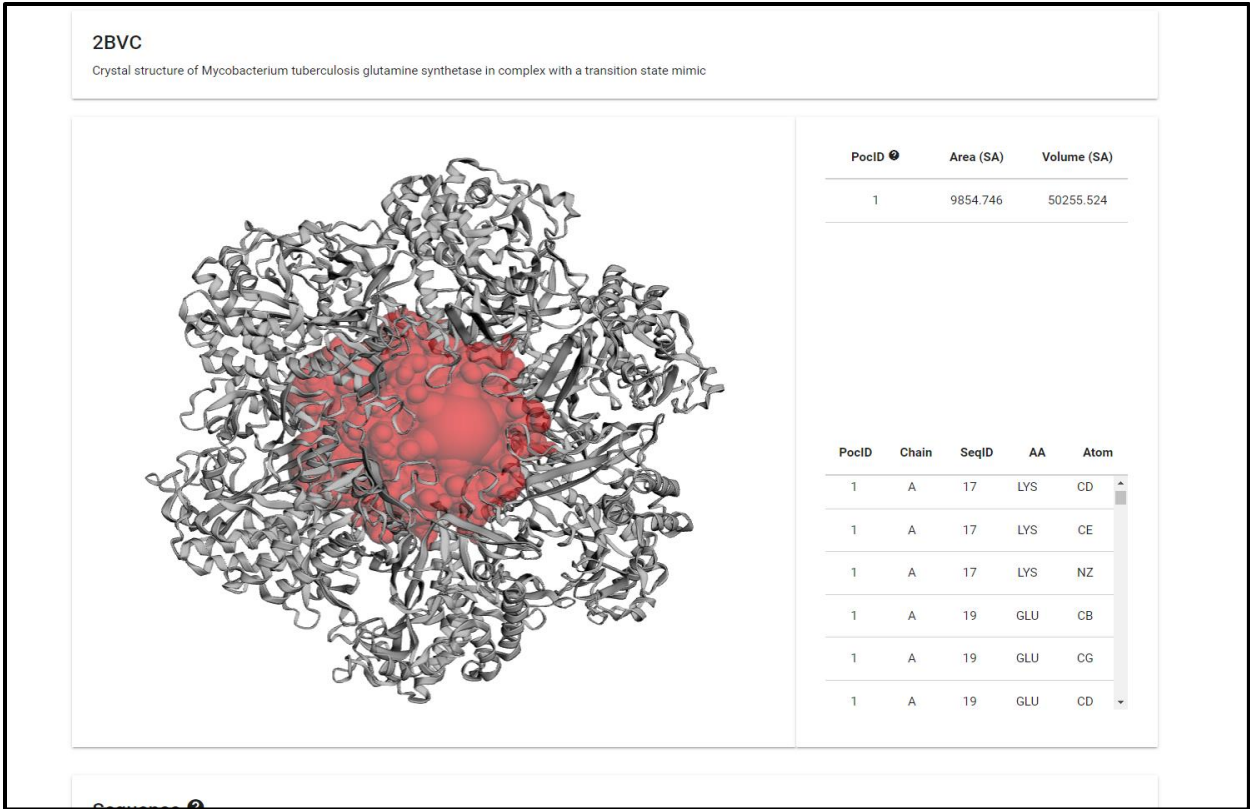 2BVC
Crystal structure of Mycobacterium tuberculosis glutamine synthetase in complex with a transition state mimic
PocID ? Area (SA) Volume (SA)
1 9854.746 50255.524
PocID Chain SeqID AA Atom
1 A 17 LYS CD
1 A 17 LYS CE
1 A 17 LYS NZ
1 A 19 GLU CB
1 A 19 GLU CG
1 A 19 GLU CD
Sequence ?